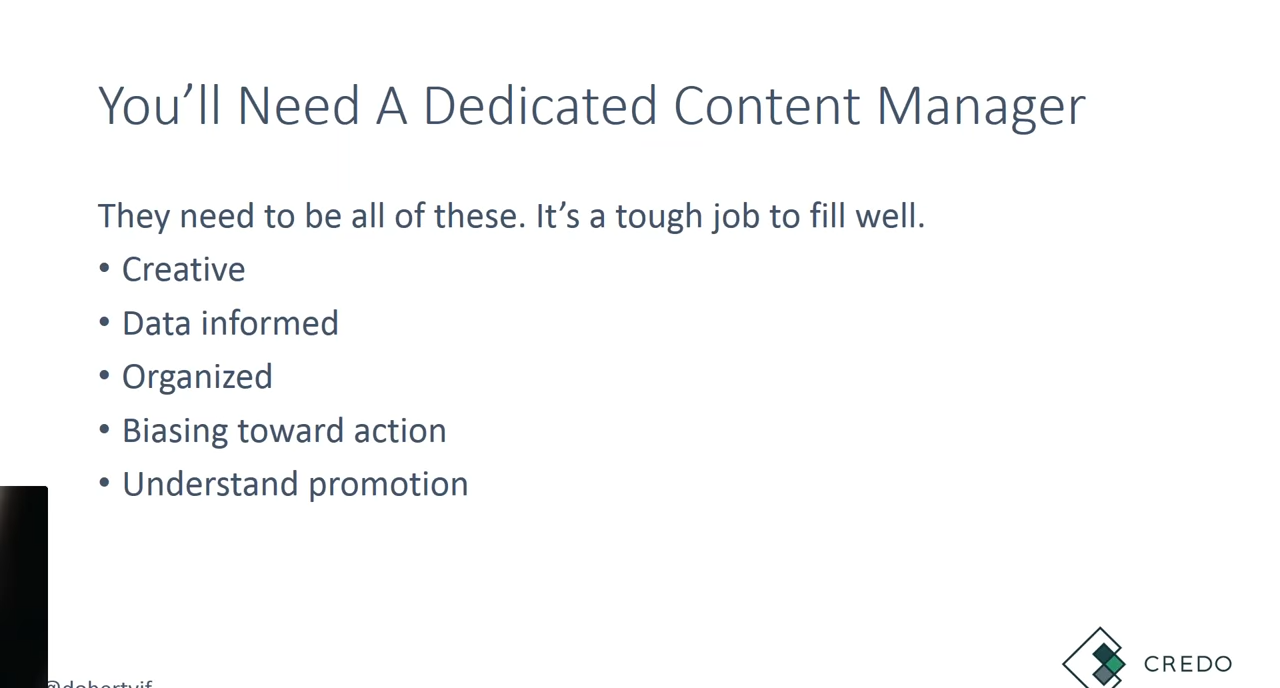 You’ll Need A Dedicated Content Manager
They need to be all of these. It’s a tough job to fill well.
• Creative
• Data informed
• Organized
• Biasing toward action
• Understand promotion
CREDO